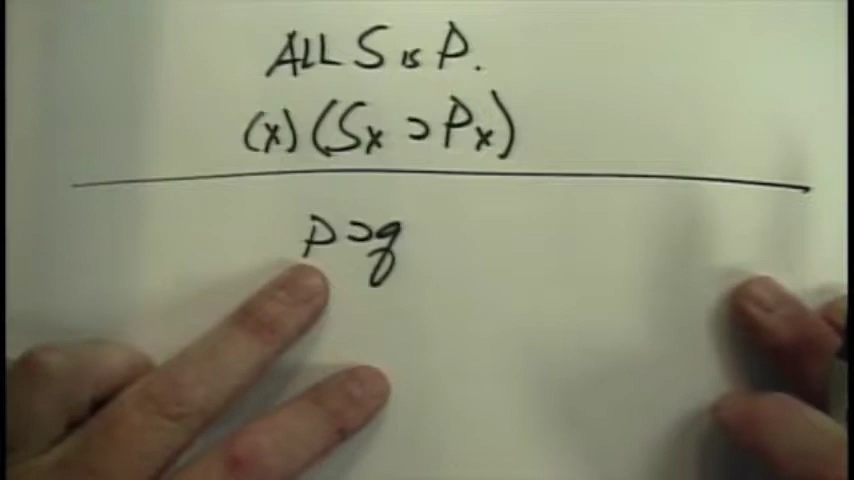 ALL S is P.
(x) (Sx ⊃ Px)
p ⊃ q